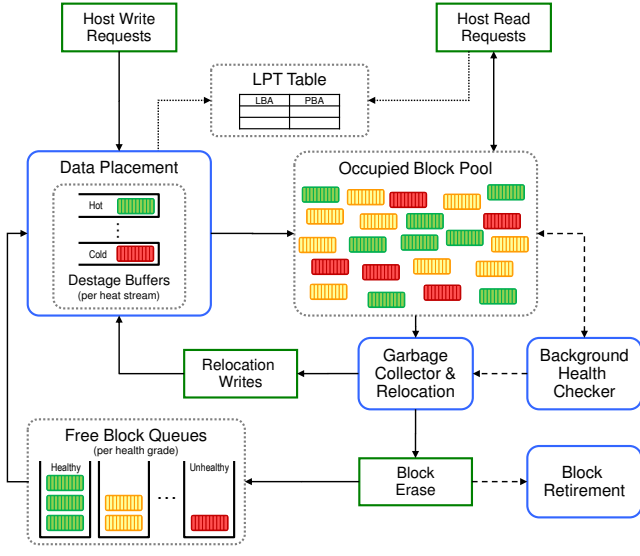 Host Write
Requests
Host Read
Requests
LPT Table
LBA PBA
Data Placement
Hot
Cold
Destage Buffers
(per heat stream)
Occupied Block Pool
Relocation
Writes
Garbage
Collector &
Relocation
Background
Health
Checker
Free Block Queues
(per health grade)
Healthy
Unhealthy
Block
Erase
Block
Retirement